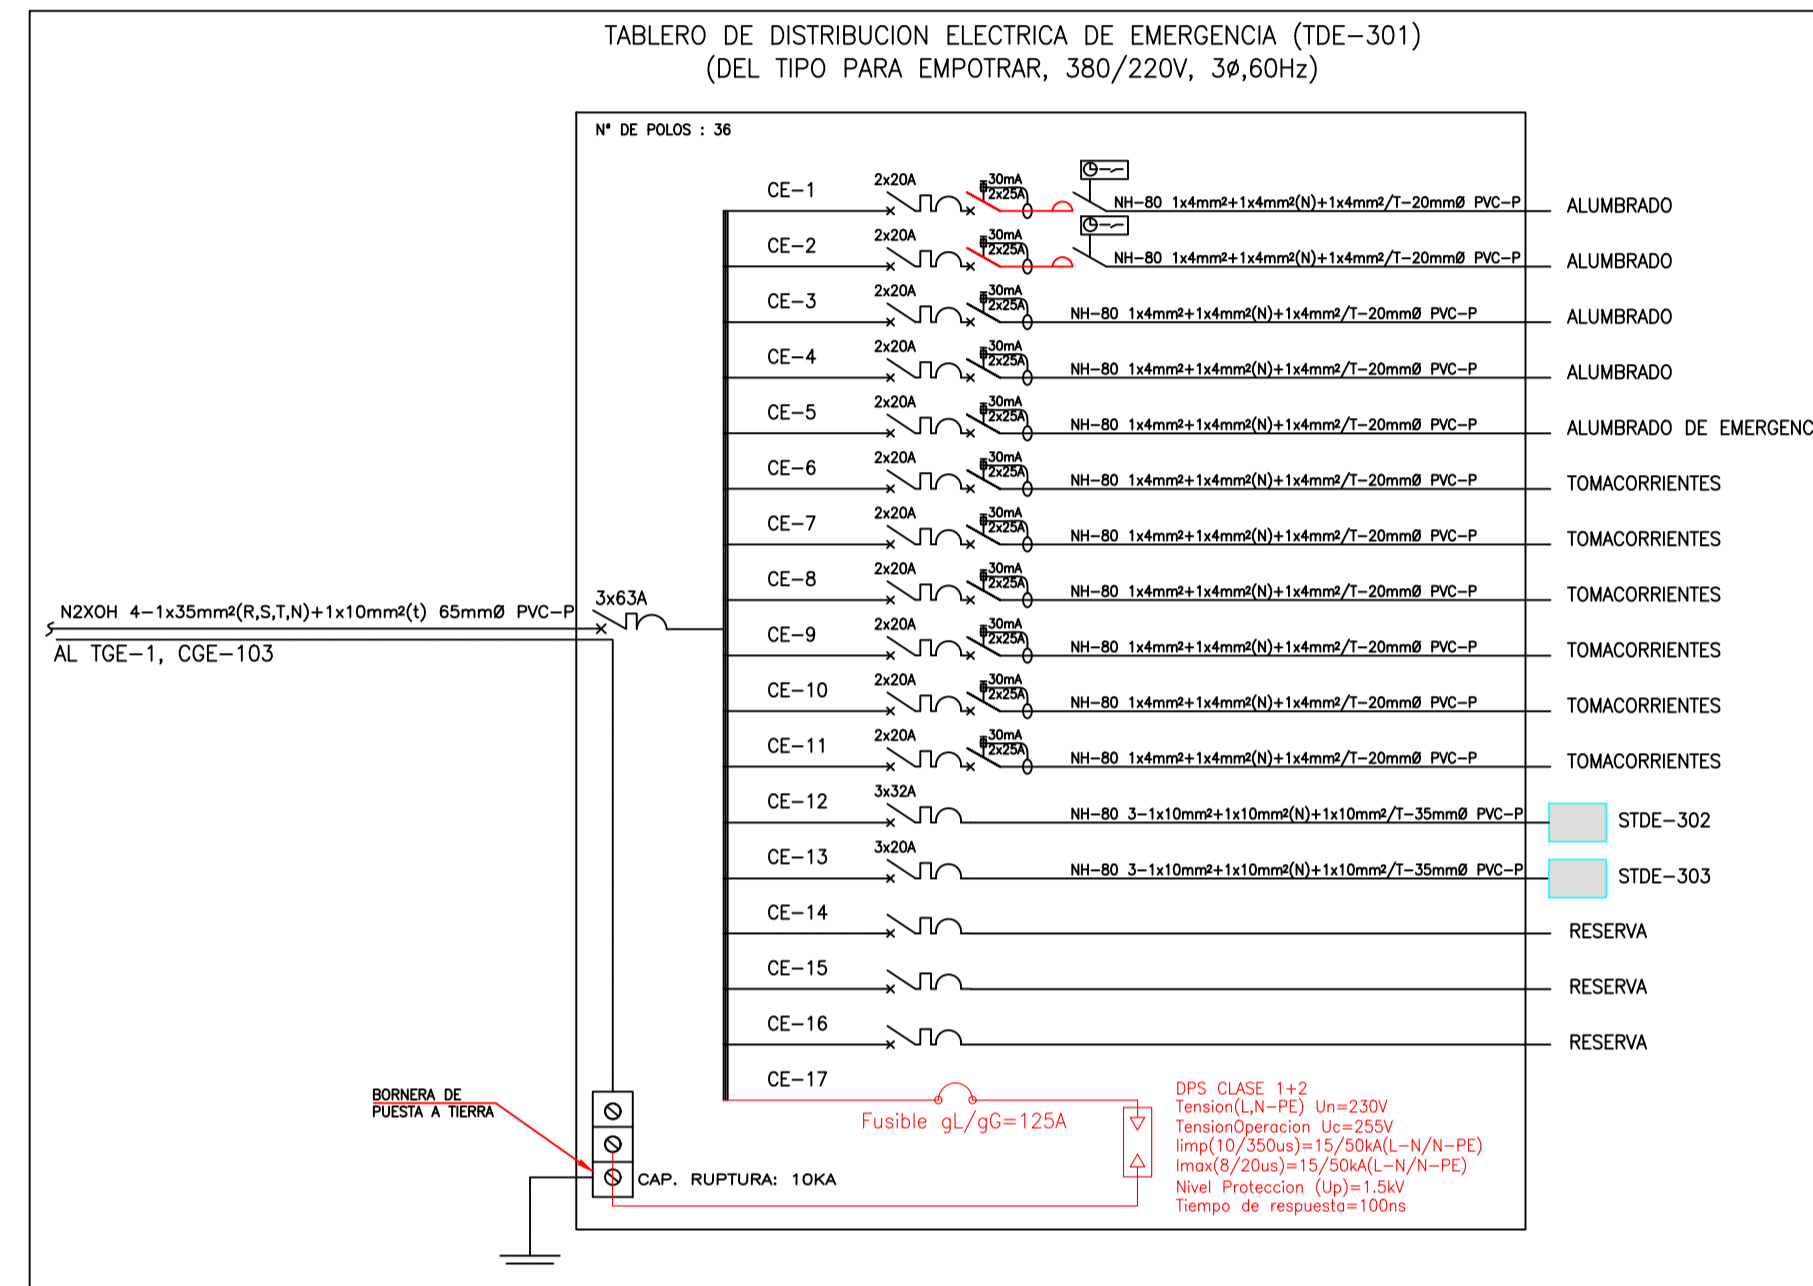 TABLERO DE DISTRIBUCION ELECTRICA DE EMERGENCIA (TDE-301)
(DEL TIPO PARA EMPOTRAR, 380/220V, 3ø,60Hz)
N° DE POLOS : 36
CE-1 2x20A 30mA 2x25A NH-80 1x4mm²+1x4mm²(N)+1x4mm²/T-20mmØ PVC-P ALUMBRADO
CE-2 2x20A 30mA 2x25A NH-80 1x4mm²+1x4mm²(N)+1x4mm²/T-20mmØ PVC-P ALUMBRADO
CE-3 2x20A 30mA 2x25A NH-80 1x4mm²+1x4mm²(N)+1x4mm²/T-20mmØ PVC-P ALUMBRADO
CE-4 2x20A 30mA 2x25A NH-80 1x4mm²+1x4mm²(N)+1x4mm²/T-20mmØ PVC-P ALUMBRADO
CE-5 2x20A 30mA 2x25A NH-80 1x4mm²+1x4mm²(N)+1x4mm²/T-20mmØ PVC-P ALUMBRADO DE EMERGENC
CE-6 2x20A 30mA 2x25A NH-80 1x4mm²+1x4mm²(N)+1x4mm²/T-20mmØ PVC-P TOMACORRIENTES
CE-7 2x20A 30mA 2x25A NH-80 1x4mm²+1x4mm²(N)+1x4mm²/T-20mmØ PVC-P TOMACORRIENTES
CE-8 2x20A 30mA 2x25A NH-80 1x4mm²+1x4mm²(N)+1x4mm²/T-20mmØ PVC-P TOMACORRIENTES
N2XOH 4-1x35mm²(R,S,T,N)+1x10mm²(t) 65mmØ PVC-P 3x63A
AL TGE-1, CGE-103
CE-9 2x20A 30mA 2x25A NH-80 1x4mm²+1x4mm²(N)+1x4mm²/T-20mmØ PVC-P TOMACORRIENTES
CE-10 2x20A 30mA 2x25A NH-80 1x4mm²+1x4mm²(N)+1x4mm²/T-20mmØ PVC-P TOMACORRIENTES
CE-11 2x20A 30mA 2x25A NH-80 1x4mm²+1x4mm²(N)+1x4mm²/T-20mmØ PVC-P TOMACORRIENTES
CE-12 3x32A NH-80 3-1x10mm²+1x10mm²(N)+1x10mm²/T-35mmØ PVC-P STDE-302
CE-13 3x20A NH-80 3-1x10mm²+1x10mm²(N)+1x10mm²/T-35mmØ PVC-P STDE-303
CE-14 RESERVA
CE-15 RESERVA
CE-16 RESERVA
CE-17
Fusible gL/gG=125A
BORNERA DE
PUESTA A TIERRA
CAP. RUPTURA: 10KA
DPS CLASE 1+2
Tension(L,N-PE) Un=230V
TensionOperacion Uc=255V
Iimp(10/350us)=15/50kA(L-N/N-PE)
Imax(8/20us)=15/50kA(L-N/N-PE)
Nivel Proteccion (Up)=1.5kV
Tiempo de respuesta=100ns